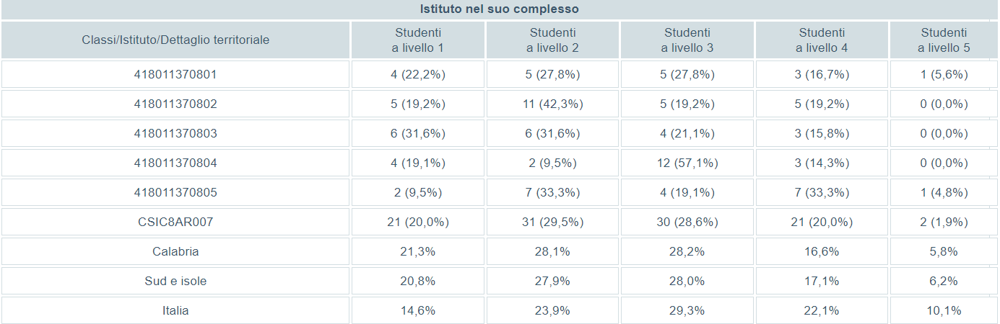 Istituto nel suo complesso
Classi/Istituto/Dettaglio territoriale Studenti a livello 1 Studenti a livello 2 Studenti a livello 3 Studenti a livello 4 Studenti a livello 5
418011370801 4 (22,2%) 5 (27,8%) 5 (27,8%) 3 (16,7%) 1 (5,6%)
418011370802 5 (19,2%) 11 (42,3%) 5 (19,2%) 5 (19,2%) 0 (0,0%)
418011370803 6 (31,6%) 6 (31,6%) 4 (21,1%) 3 (15,8%) 0 (0,0%)
418011370804 4 (19,1%) 2 (9,5%) 12 (57,1%) 3 (14,3%) 0 (0,0%)
418011370805 2 (9,5%) 7 (33,3%) 4 (19,1%) 7 (33,3%) 1 (4,8%)
CSIC8AR007 21 (20,0%) 31 (29,5%) 30 (28,6%) 21 (20,0%) 2 (1,9%)
Calabria 21,3% 28,1% 28,2% 16,6% 5,8%
Sud e isole 20,8% 27,9% 28,0% 17,1% 6,2%
Italia 14,6% 23,9% 29,3% 22,1% 10,1%